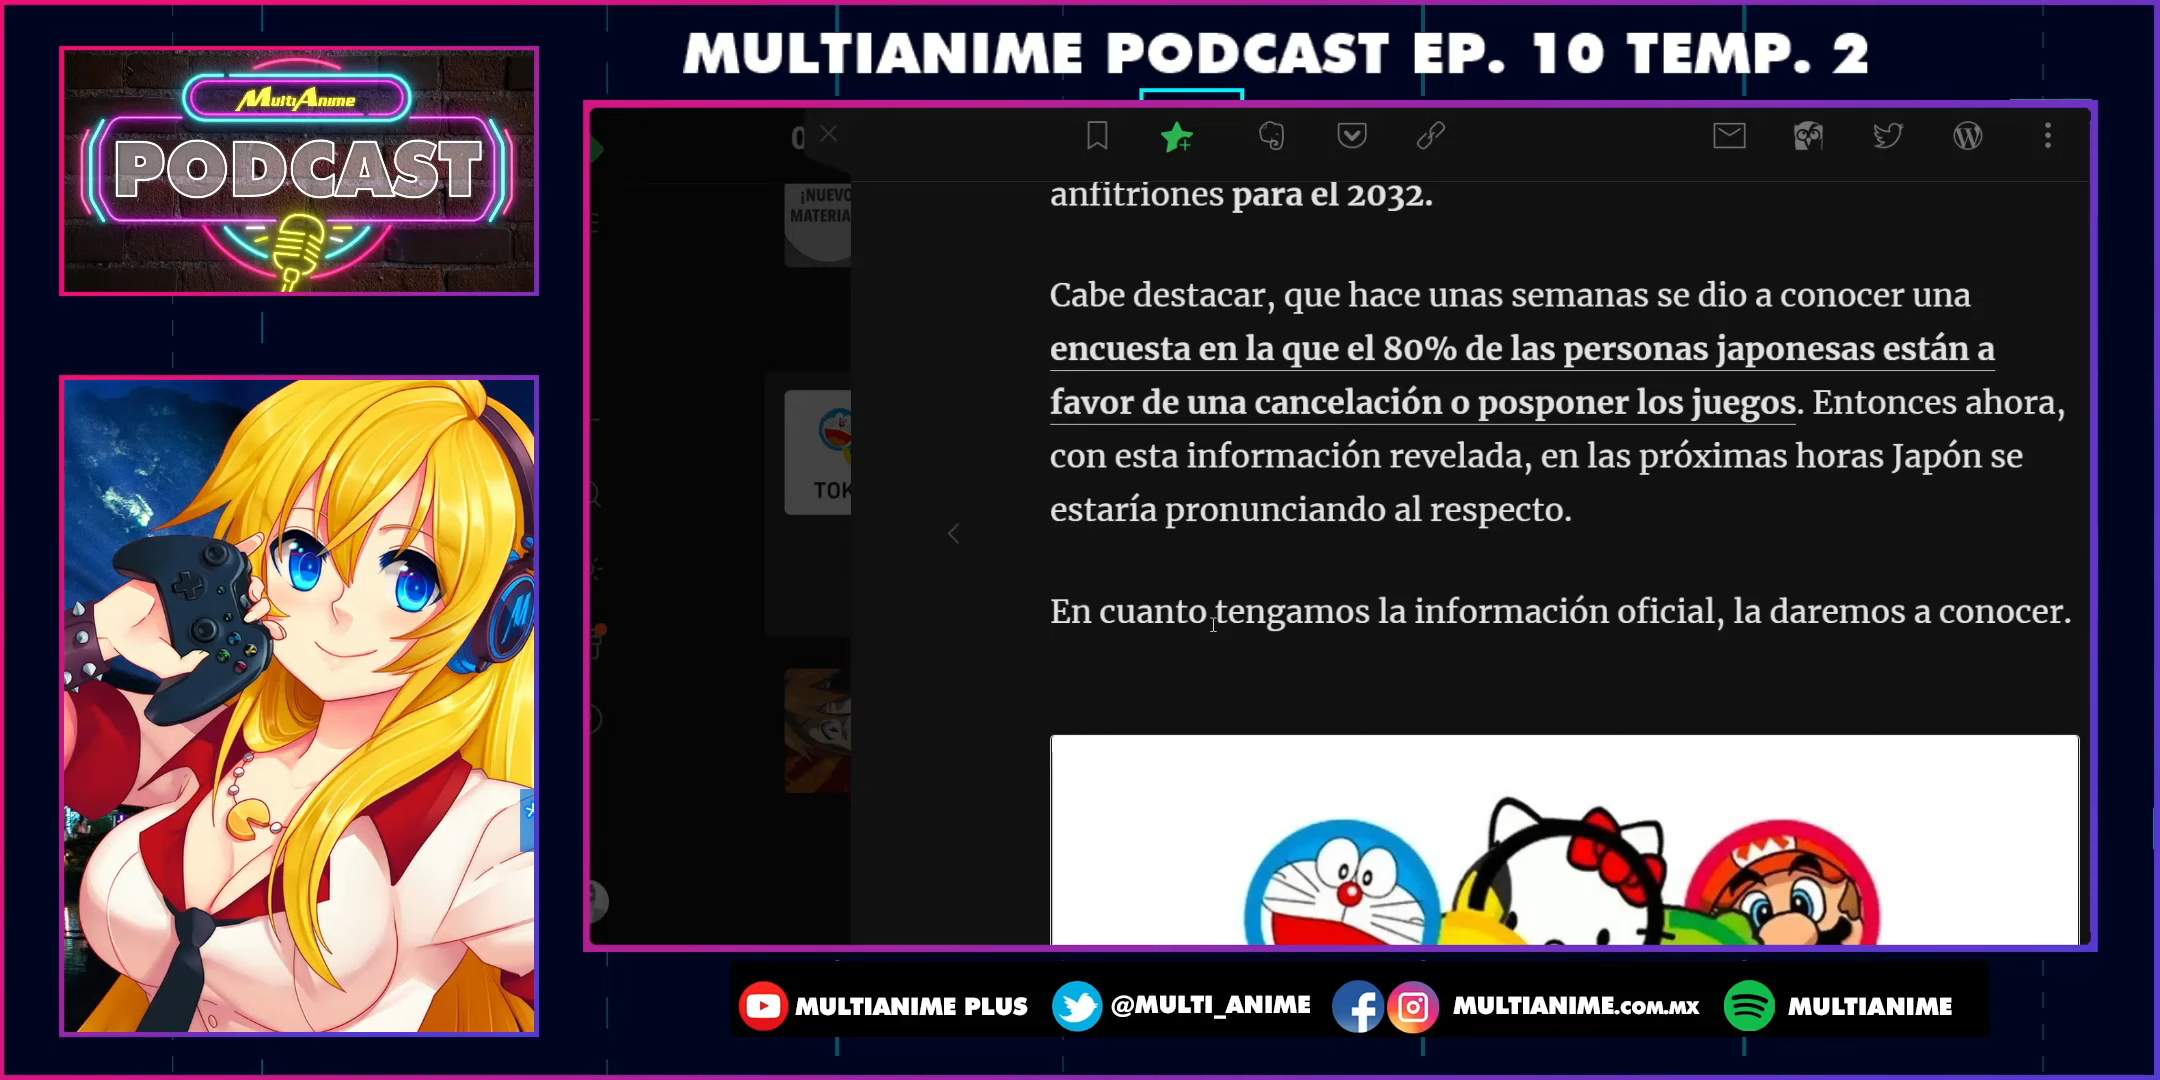 MULTIANIME PODCAST EP. 10 TEMP. 2
MultiAnime
PODCAST
¡NUEVO
MATERIA
TOK
anfitriones para el 2032.
Cabe destacar, que hace unas semanas se dio a conocer una
encuesta en la que el 80% de las personas japonesas están a
favor de una cancelación o posponer los juegos. Entonces ahora,
con esta información revelada, en las próximas horas Japón se
estaría pronunciando al respecto.
En cuanto tengamos la información oficial, la daremos a conocer.
MULTIANIME PLUS
@MULTI_ANIME
MULTIANIME.COM.MX
MULTIANIME